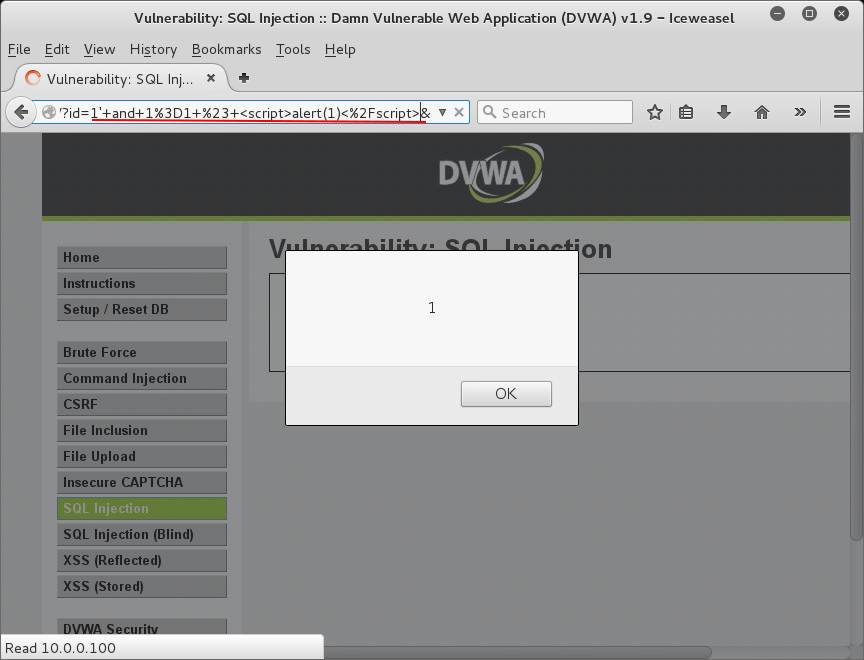 Vulnerability: SQL Injection :: Damn Vulnerable Web Application (DVWA) v1.9 – Iceweasel
File Edit View History Bookmarks Tools Help
Vulnerability: SQL Inj...
?id=1'+and+1%3D1+%23+<script>alert(1)<%2Fscript>& Search
DVWA
Vulnerability: SQL Injection
Home
Instructions
Setup / Reset DB
Brute Force
Command Injection
CSRF
File Inclusion
File Upload
Insecure CAPTCHA
SQL Injection
SQL Injection (Blind)
XSS (Reflected)
XSS (Stored)
DVWA Security
1
OK
Read 10.0.0.100